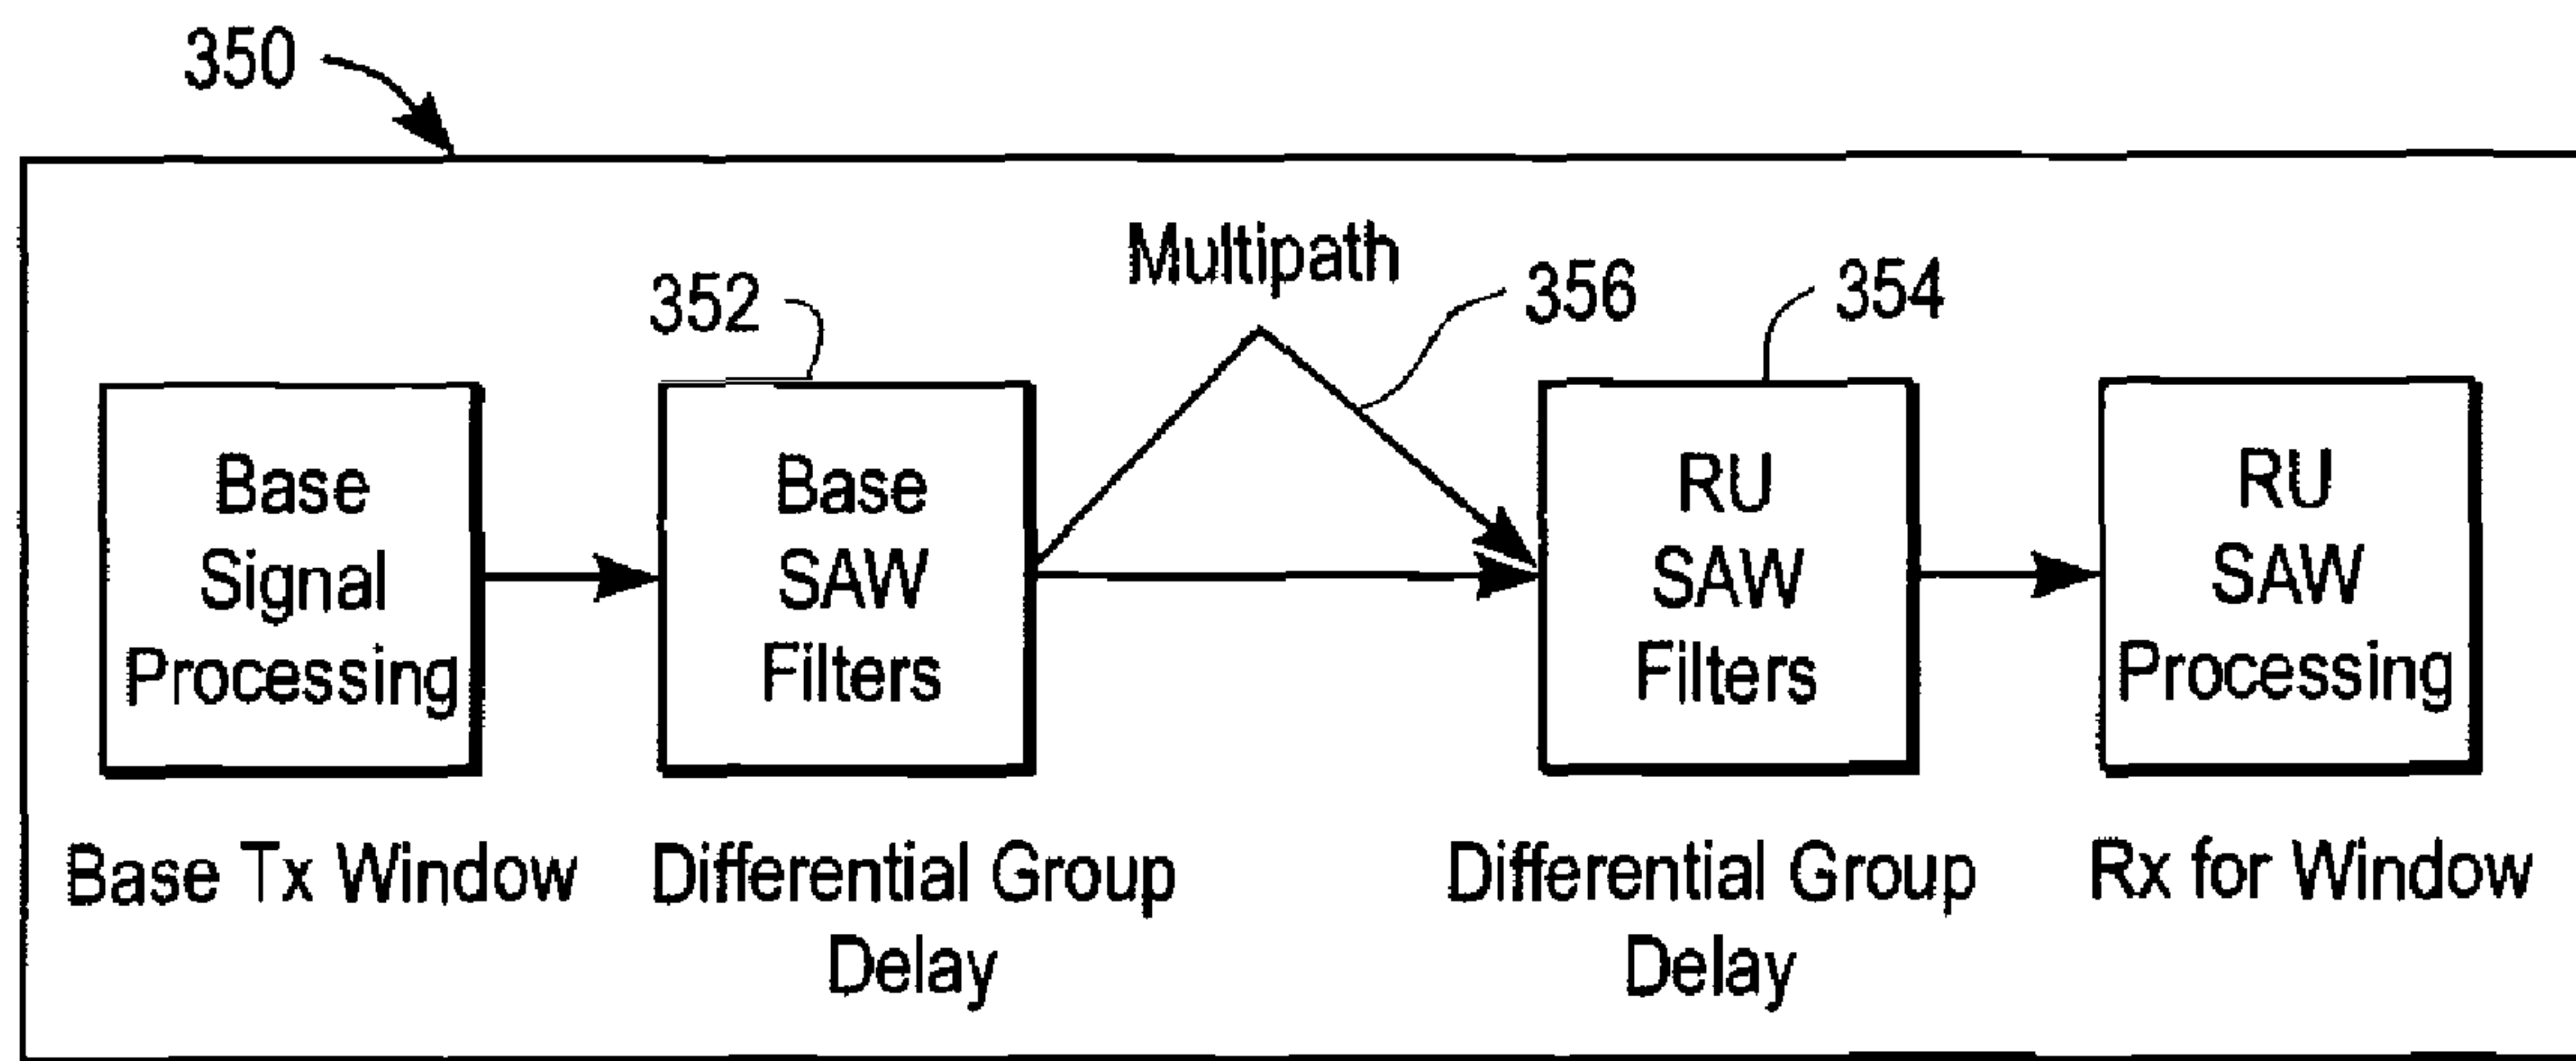 350
Multipath
352
356
354
Base
Signal
Processing
Base
SAW
Filters
RU
SAW
Filters
RU
SAW
Processing
Base Tx Window
Differential Group
Delay
Differential Group
Delay
Rx for Window